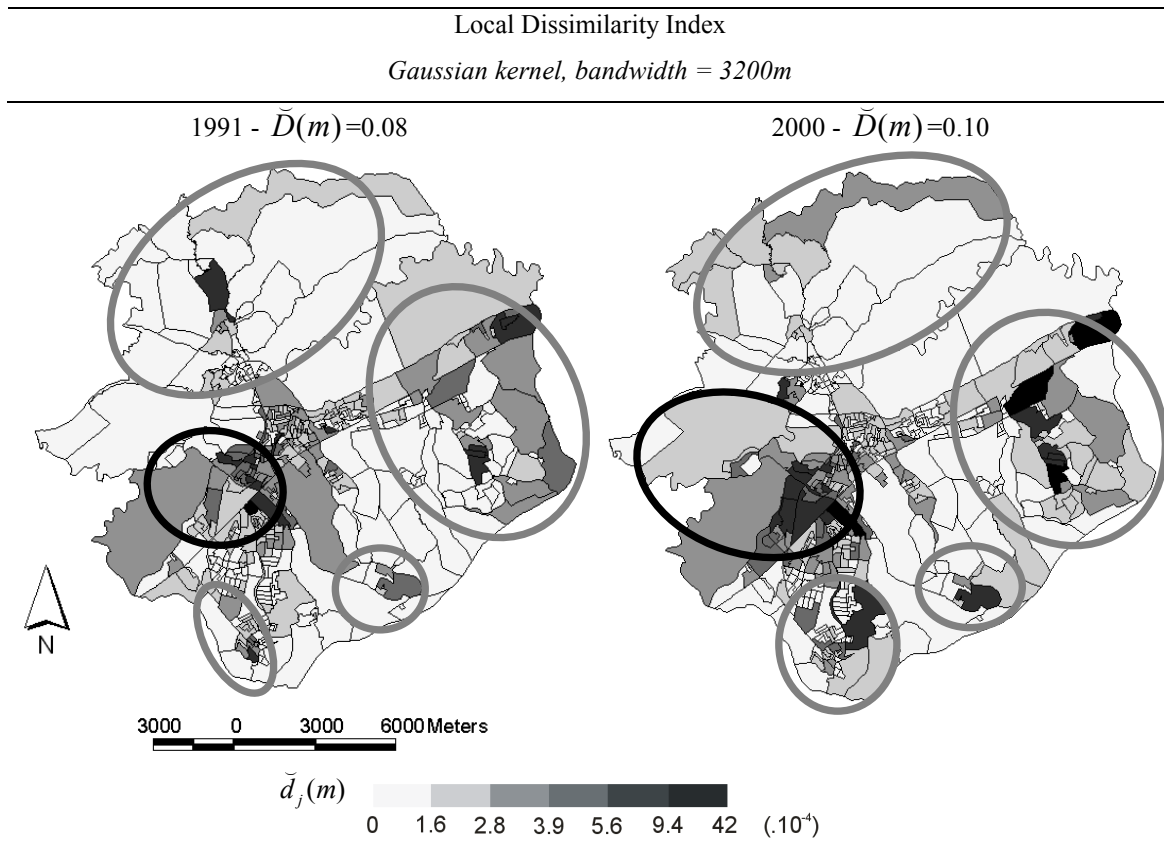 Local Dissimilarity Index
Gaussian kernel, bandwidth = 3200m
1991 - D̆(m)=0.08
2000 - D̆(m)=0.10
N
3000 0 3000 6000 Meters
d̆ j(m)
0 1.6 2.8 3.9 5.6 9.4 42 (.10⁻⁴)